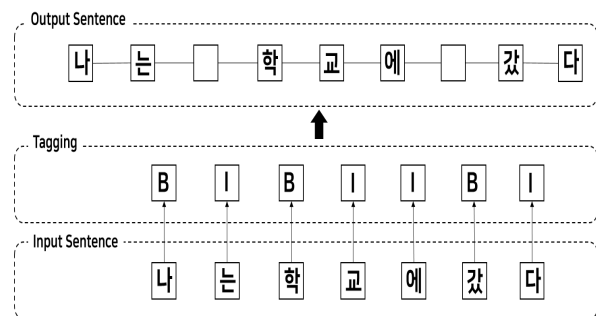 Output Sentence
나 는 학 교 에 갔 다
Tagging
B I B I I B I
Input Sentence
나 는 학 교 에 갔 다